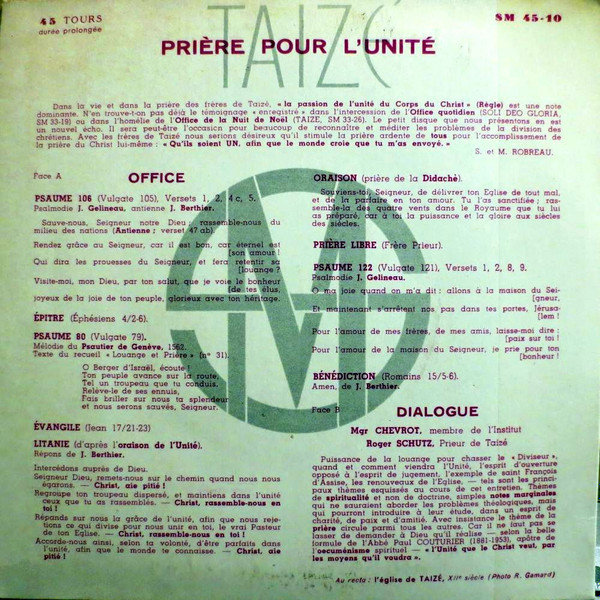 45 TOURS
durée prolongée
TAIZÉ
SM 45-10
PRIÈRE POUR L'UNITÉ
Dans la vie et dans la prière des frères de Taizé, « la passion de l'unité du Corps du Christ » (Règle) est une note
dominante. N'en trouve-t-on pas déjà le témoignage « enregistré » dans l'intercession de l'Office quotidien (SOLI DEO GLORIA,
SM 33-19) ou dans l'homélie de l'Office de la Nuit de Noël (TAIZE, SM 33-26). Le petit disque que nous présentons en est
un nouvel écho. Il sera peut-être l'occasion pour beaucoup de reconnaître et méditer les problèmes de la division des
chrétiens. Avec les frères de Taizé nous serions désireux qu'il stimule la prière ardente de tous pour l'accomplissement de
la prière du Christ lui-même : « Qu'ils soient UN, afin que le monde croie que tu m'as envoyé. »
S. et M. ROBREAU.
Face A
OFFICE
PSAUME 106 (Vulgate 105), Versets 1, 2, 4 c, 5.
Psalmodie J. Gelineau, antienne J. Berthier.
Sauve-nous, Seigneur notre Dieu, rassemble-nous du
milieu des nations (Antienne ; verset 47 ab).
Rendez grâce au Seigneur, car il est bon, car éternel est
[son amour !
Qui dira les prouesses du Seigneur, et fera retentir sa
[louange ?
Visite-moi, mon Dieu, par ton salut, que je voie le bonheur
[de tes élus,
joyeux de la joie de ton peuple, glorieux avec ton héritage.
ÉPITRE (Éphésiens 4/2-6).
PSAUME 80 (Vulgate 79).
Mélodie du Psautier de Genève, 1562.
Texte du recueil « Louange et Prière » (n° 31).
O Berger d'Israël, écoute !
Ton peuple avance sur la route,
Tel un troupeau que tu conduis,
Relève-le de ses ennuis,
Fais briller sur nous ta splendeur
et nous serons sauvés, Seigneur.
ÉVANGILE (Jean 17/21-23)
LITANIE (d'après l'oraison de l'Unité).
Répons de J. Berthier.
Intercédons auprès de Dieu.
Seigneur Dieu, remets-nous sur le chemin quand nous nous
égarons. — Christ, aie pitié !
Regroupe ton troupeau dispersé, et maintiens dans l'unité
ceux que tu as rassemblés. — Christ, rassemble-nous en
toi !
Répands sur nous la grâce de l'unité, afin que nous reje-
tions ce qui divise pour nous unir en toi, le vrai Pasteur
de ton Eglise. — Christ, rassemble-nous en toi !
Accorde-nous ainsi, selon ta volonté, d'être parfaits dans
l'unité, afin que le monde te connaisse. — Christ, aie
pitié !
ORAISON (prière de la Didachè).
Souviens-toi, Seigneur, de délivrer ton Eglise de tout mal,
et de la parfaire en ton amour. Tu l'as sanctifiée ; ras-
semble-la des quatre vents dans le Royaume que tu lui
as préparé, car à toi la puissance et la gloire aux siècles
des siècles.
PRIÈRE LIBRE (Frère Prieur).
PSAUME 122 (Vulgate 121), Versets 1, 2, 8, 9.
Psalmodie J. Gelineau.
O ma joie quand on m'a dit : allons à la maison du Sei-
[gneur,
Et maintenant s'arrêtent nos pas dans tes portes, Jérusa-
[lem !
Pour l'amour de mes frères, de mes amis, laisse-moi dire :
[paix sur toi !
Pour l'amour de la maison du Seigneur, je prie pour ton
[bonheur !
BÉNÉDICTION (Romains 15/5-6).
Amen, de J. Berthier.
Face B
DIALOGUE
Mgr CHEVROT, membre de l'Institut
Roger SCHUTZ, Prieur de Taizé
Puissance de la louange pour chasser le « Diviseur »,
quand et comment viendra l'Unité, l'esprit d'ouverture
opposé à l'esprit de jugement, l'exemple de saint François
d'Assise, les renouveaux de l'Eglise, — tels sont les princi-
paux thèmes esquissés au cours de cet entretien. Thèmes
de spiritualité et non de doctrine, simples notes marginales
qui ne sauraient aborder les problèmes théologiques, mais
qui pourront introduire à leur étude, dans un esprit de
charité, de paix et d'amitié. Avec insistance le thème de la
prière circule parmi tous les autres. Car il ne faut pas se
lasser de demander à Dieu qu'Il réalise — selon la belle
formule de l'Abbé Paul COUTURIER (1881-1953), apôtre de
l'oecuménisme spirituel — « l'Unité que le Christ veut, par
les moyens qu'il voudra ».
Au recto : l'église de TAIZÉ, XIIe siècle (Photo R. Gamard)